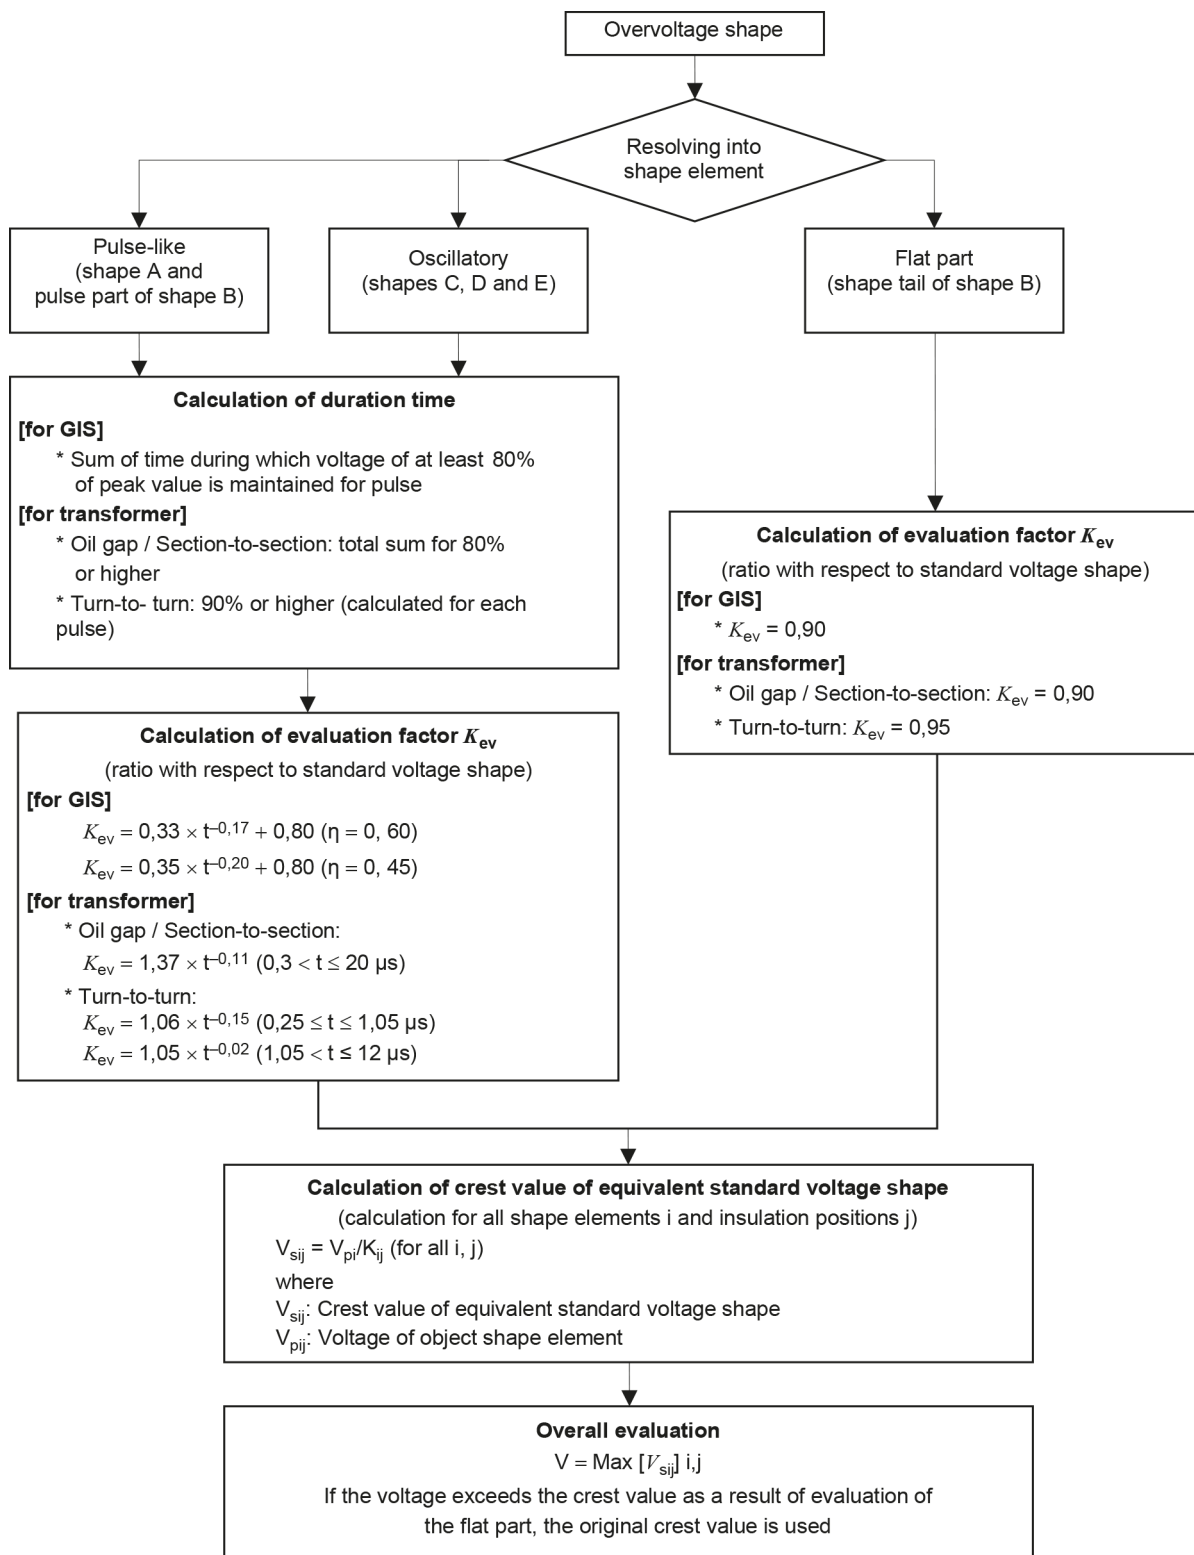 Overvoltage shape
Resolving into
shape element
Pulse-like
(shape A and
pulse part of shape B)
Oscillatory
(shapes C, D and E)
Flat part
(shape tail of shape B)
Calculation of duration time
[for GIS]
* Sum of time during which voltage of at least 80%
of peak value is maintained for pulse
[for transformer]
* Oil gap / Section-to-section: total sum for 80%
or higher
* Turn-to- turn: 90% or higher (calculated for each
pulse)
Calculation of evaluation factor Kev
(ratio with respect to standard voltage shape)
[for GIS]
* Kev = 0,90
[for transformer]
* Oil gap / Section-to-section: Kev = 0,90
* Turn-to-turn: Kev = 0,95
Calculation of evaluation factor Kev
(ratio with respect to standard voltage shape)
[for GIS]
Kev = 0,33 × t–0,17 + 0,80 (η = 0, 60)
Kev = 0,35 × t–0,20 + 0,80 (η = 0, 45)
[for transformer]
* Oil gap / Section-to-section:
Kev = 1,37 × t–0,11 (0,3 < t ≤ 20 µs)
* Turn-to-turn:
Kev = 1,06 × t–0,15 (0,25 ≤ t ≤ 1,05 µs)
Kev = 1,05 × t–0,02 (1,05 < t ≤ 12 µs)
Calculation of crest value of equivalent standard voltage shape
(calculation for all shape elements i and insulation positions j)
Vsij = Vpi/Kij (for all i, j)
where
Vsij: Crest value of equivalent standard voltage shape
Vpij: Voltage of object shape element
Overall evaluation
V = Max [Vsij] i,j
If the voltage exceeds the crest value as a result of evaluation of
the flat part, the original crest value is used